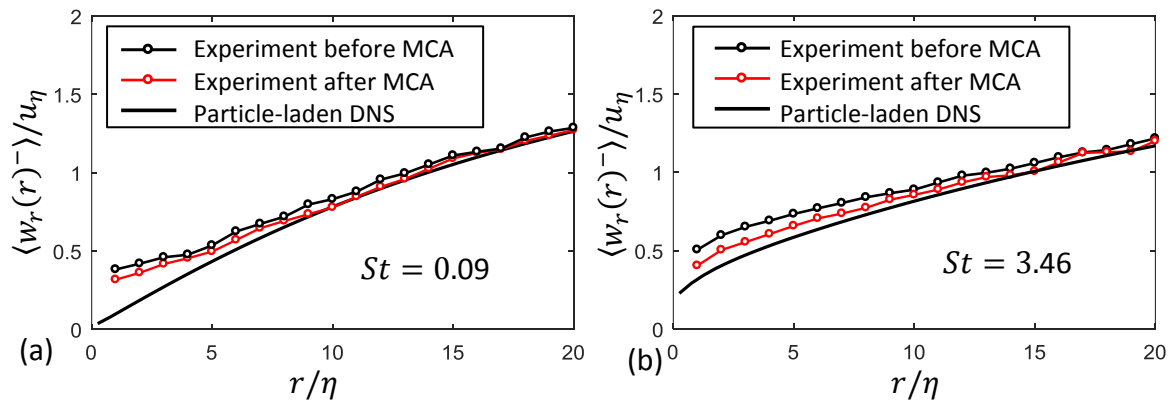 2
1.5
1
0.5
0
⟨w_r(r)^−⟩/u_η
Experiment before MCA
Experiment after MCA
Particle-laden DNS
St = 0.09
0 5 10 15 20
r/η
(a)
2
1.5
1
0.5
0
⟨w_r(r)^−⟩/u_η
Experiment before MCA
Experiment after MCA
Particle-laden DNS
St = 3.46
0 5 10 15 20
r/η
(b)